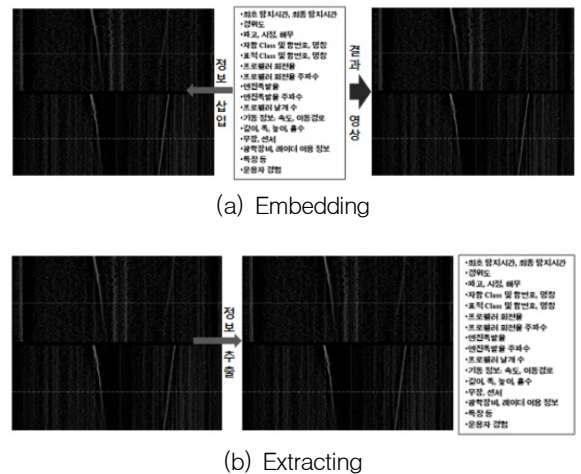 •최초 탐지시간, 최종 탐지시간
•경위도
•파고, 시정, 해무
•자함 Class 및 함번호, 명칭
•표적 Class 및 함번호, 명칭
•프로펠러 회전율
•프로펠러 회전율 주파수
•엔진폭발율
•엔진폭발율 주파수
•프로펠러 날개 수
•기동 정보: 속도, 이동경로
•길이, 폭, 높이, 흘수
•무장, 센서
•광학장비, 레이더 이용 정보
•특징 등
•운용자 경험
정보 삽입
결과 영상
(a) Embedding
정보 추출
•최초 탐지시간, 최종 탐지시간
•경위도
•파고, 시정, 해무
•자함 Class 및 함번호, 명칭
•표적 Class 및 함번호, 명칭
•프로펠러 회전율
•프로펠러 회전율 주파수
•엔진폭발율
•엔진폭발율 주파수
•프로펠러 날개 수
•기동 정보: 속도, 이동경로
•길이, 폭, 높이, 흘수
•무장, 센서
•광학장비, 레이더 이용 정보
•특징 등
•운용자 경험
(b) Extracting